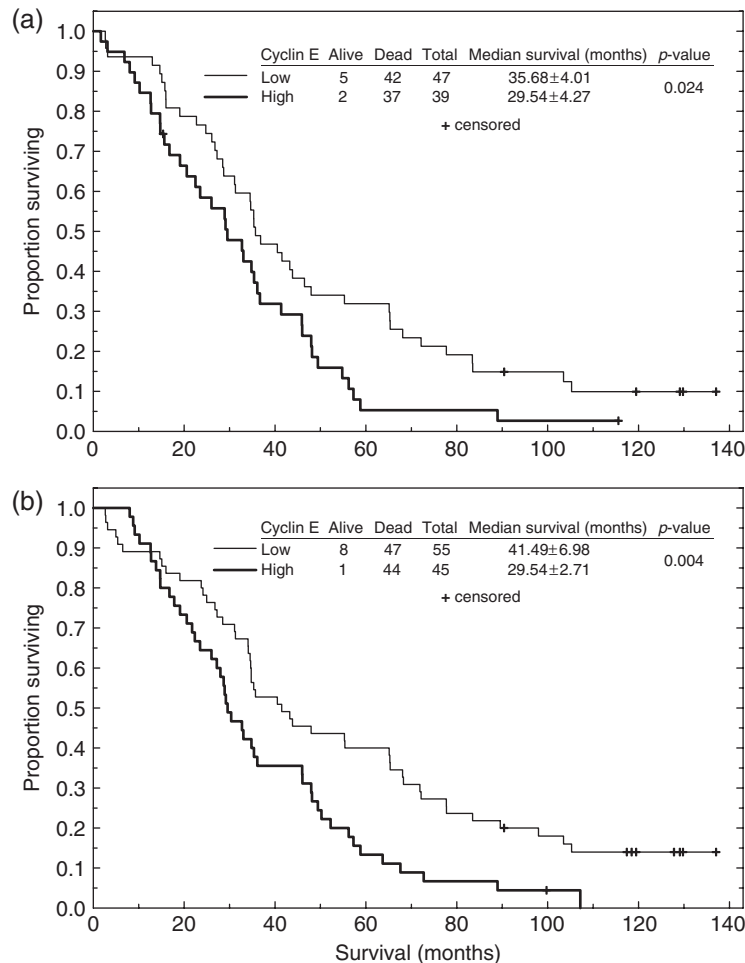 (a)
1.0
0.9
0.8
0.7
0.6
0.5
0.4
0.3
0.2
0.1
0.0
Proportion surviving
Cyclin E Alive Dead Total Median survival (months) p-value
Low 5 42 47 35.68±4.01
0.024
High 2 37 39 29.54±4.27
+ censored
0 20 40 60 80 100 120 140
(b)
1.0
0.9
0.8
0.7
0.6
0.5
0.4
0.3
0.2
0.1
0.0
Proportion surviving
Cyclin E Alive Dead Total Median survival (months) p-value
Low 8 47 55 41.49±6.98
0.004
High 1 44 45 29.54±2.71
+ censored
0 20 40 60 80 100 120 140
Survival (months)